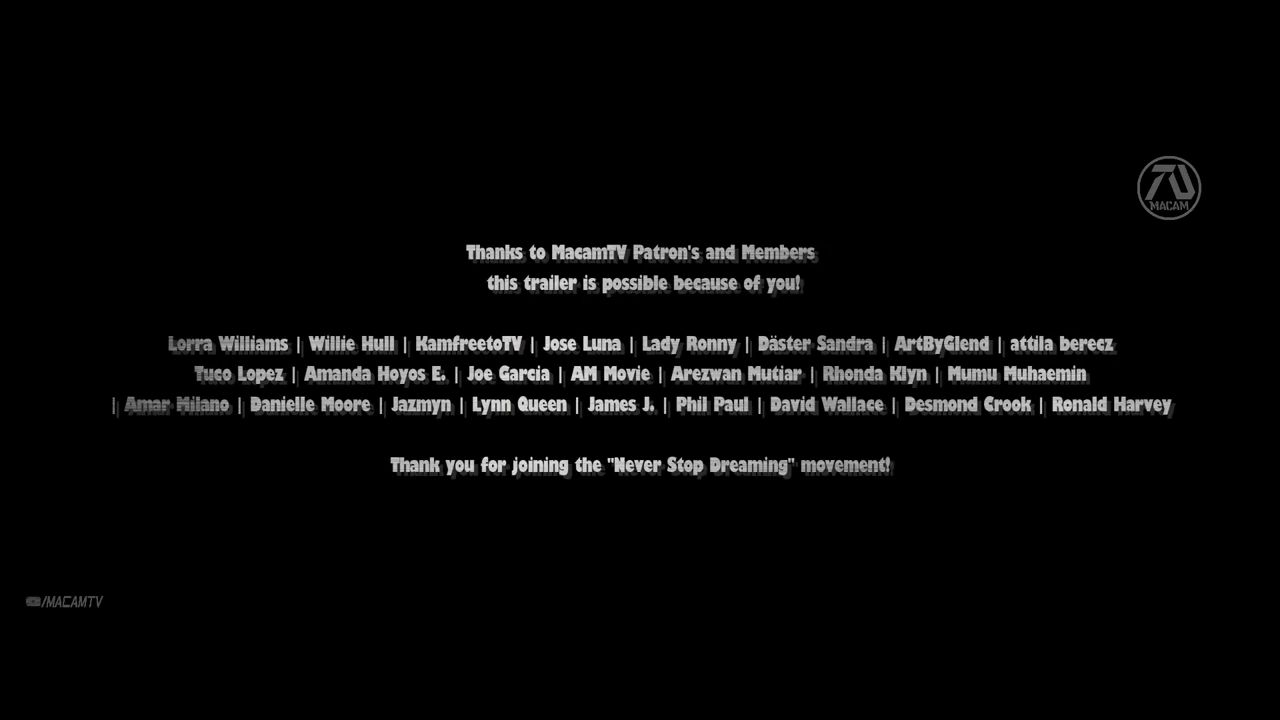 MACAM
Thanks to MacamTV Patron's and Members
this trailer is possible because of you!
Lorra Williams | Willie Hull | KamfreetoTV | Jose Luna | Lady Ronny | Däster Sandra | ArtByGlend | attila berecz
Tuco Lopez | Amanda Hoyos E. | Joe Garcia | AM Movie | Arezwan Mutiar | Rhonda Klyn | Mumu Muhaemin
| Amar Milano | Danielle Moore | Jazmyn | Lynn Queen | James J. | Phil Paul | David Wallace | Desmond Crook | Ronald Harvey
Thank you for joining the "Never Stop Dreaming" movement!
/MACAMTV